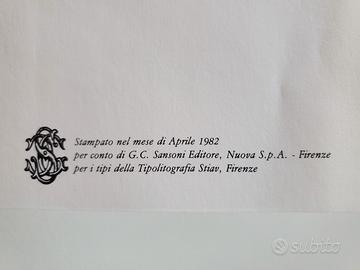 Stampato nel mese di Aprile 1982
per conto di G.C. Sansoni Editore, Nuova S.p.A. - Firenze
per i tipi della Tipolitografia Stiav, Firenze
subito